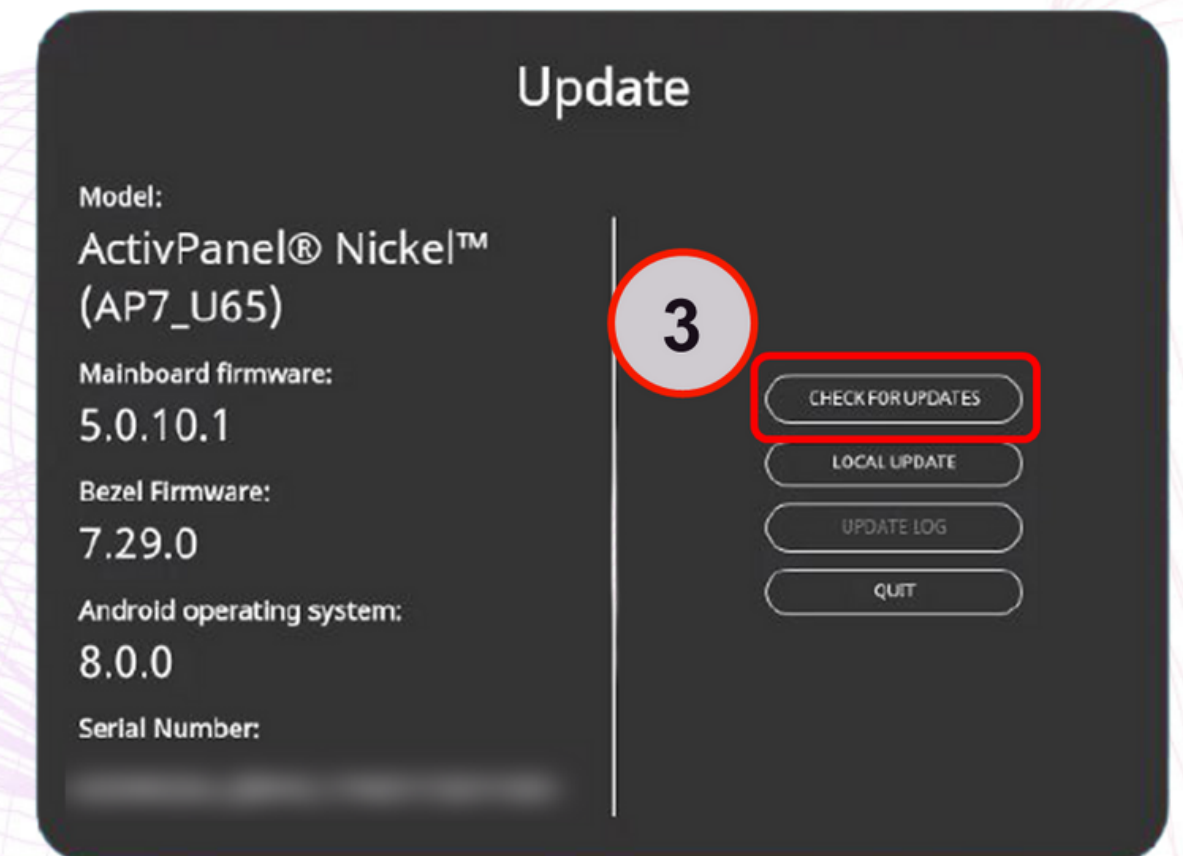 Update
Model:
ActivPanel® Nickel™
(AP7_U65)
Mainboard firmware:
5.0.10.1
Bezel Firmware:
7.29.0
Android operating system:
8.0.0
Serial Number:
3
CHECK FOR UPDATES
LOCAL UPDATE
UPDATE LOG
QUIT